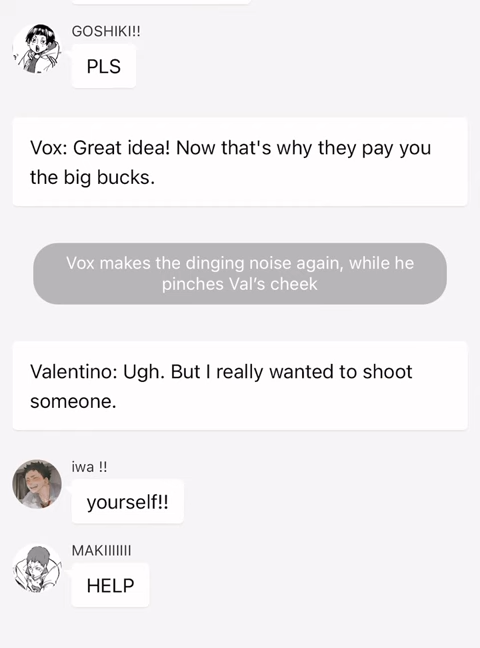 GOSHIKI!!
PLS
Vox: Great idea! Now that's why they pay you
the big bucks.
Vox makes the dinging noise again, while he
pinches Val's cheek
Valentino: Ugh. But I really wanted to shoot
someone.
iwa !!
yourself!!
MAKIIIIIII
HELP